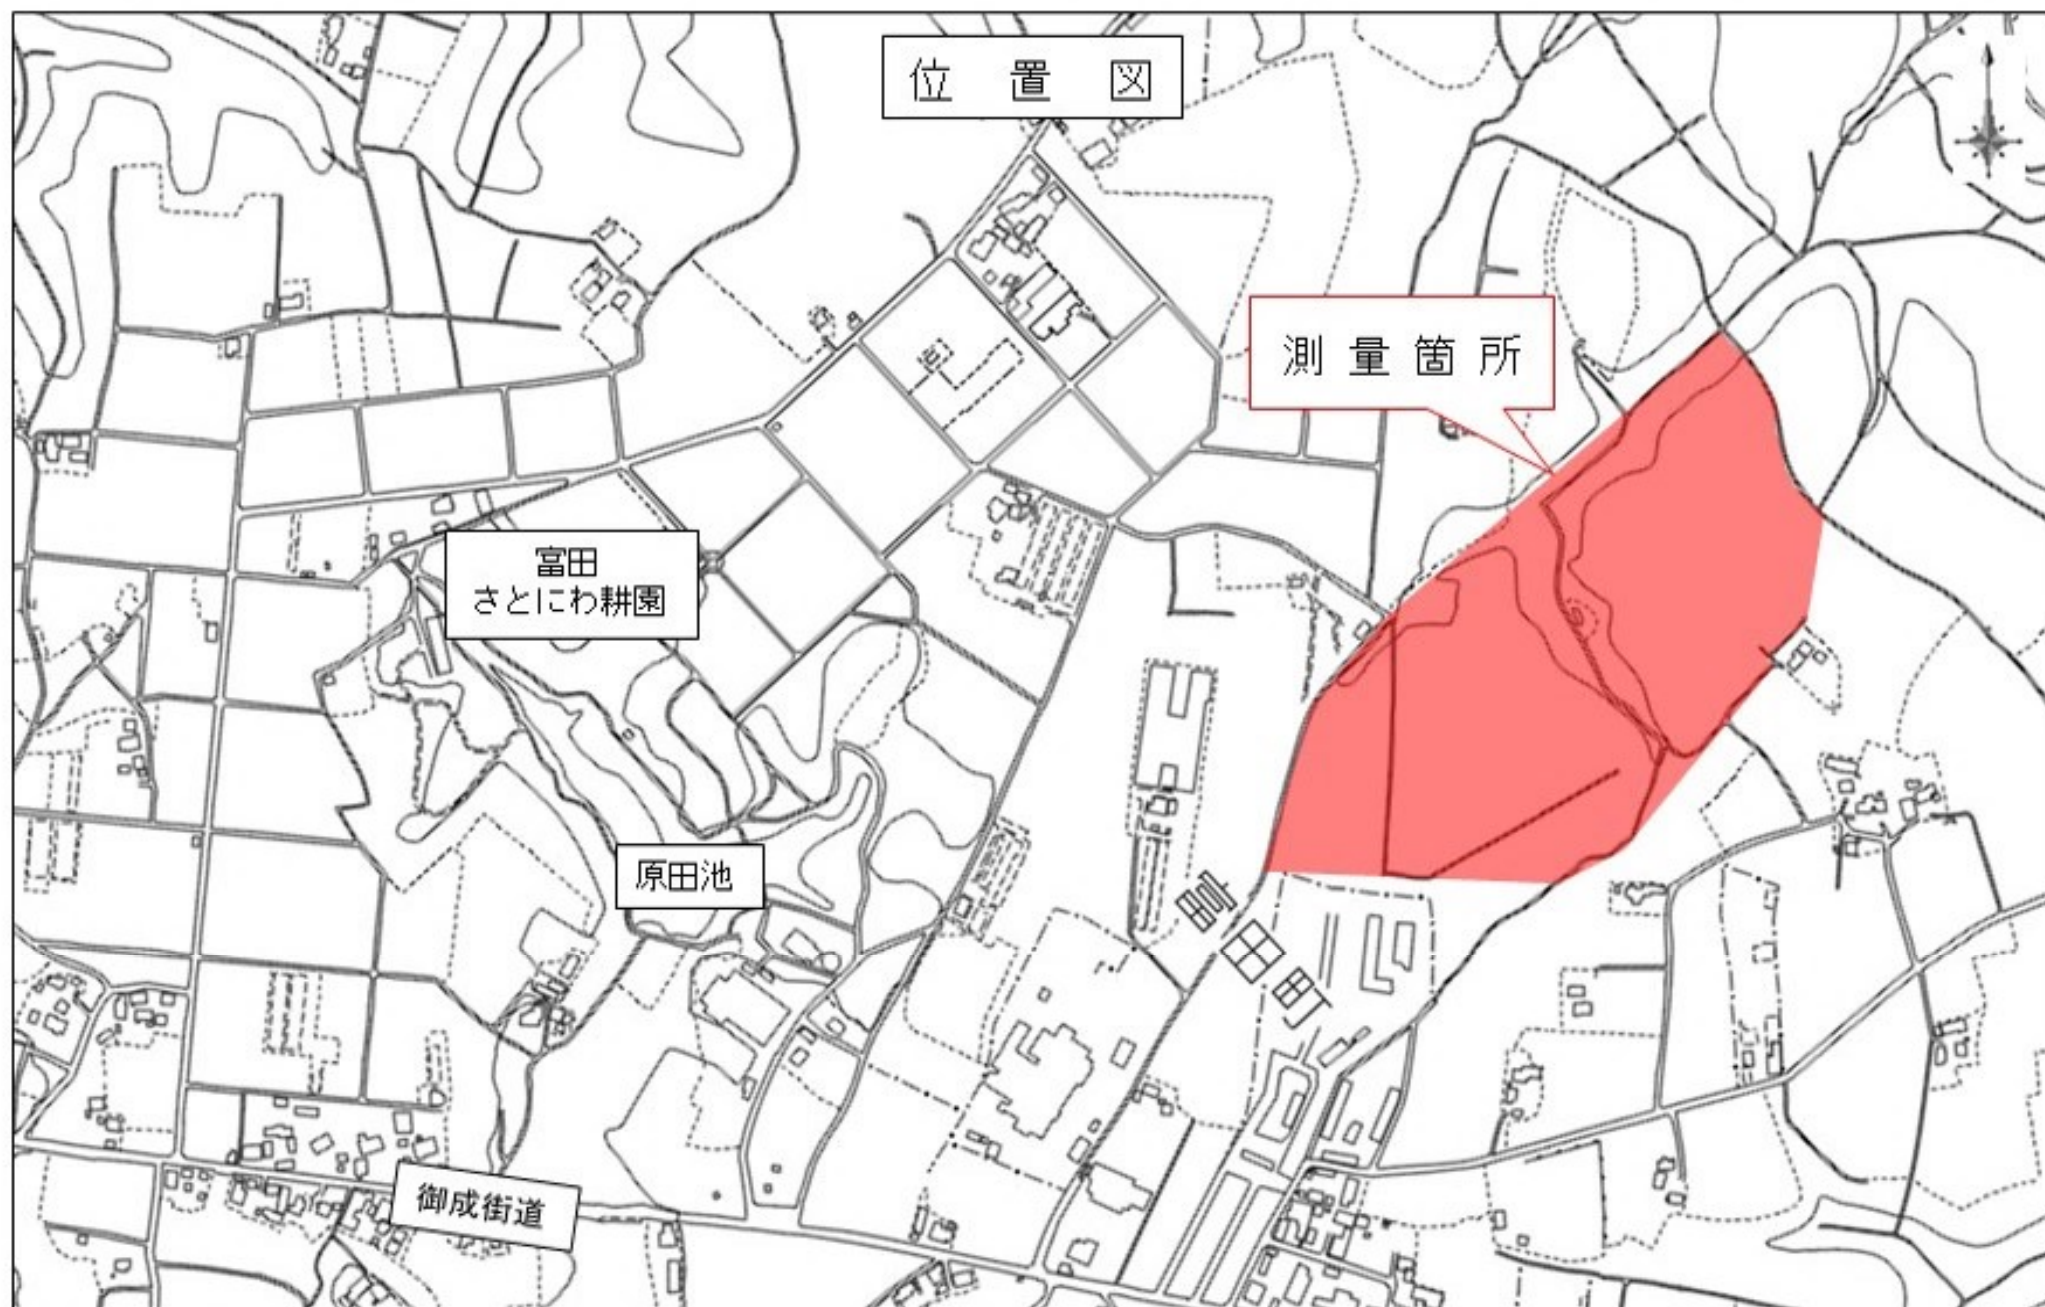 位置図
測量箇所
富田
さとにわ耕園
原田池
富田町
御成街道